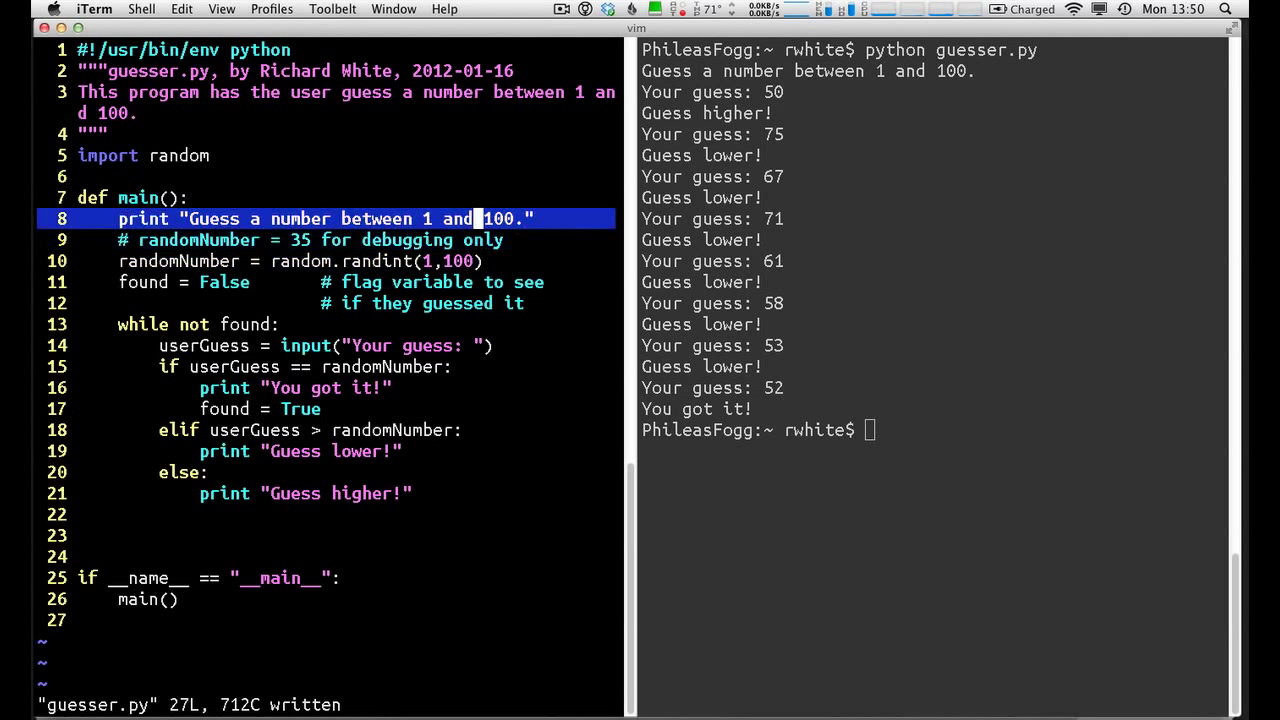 iTerm Shell Edit View Profiles Toolbelt Window Help 71° 0.0KB/s 0.0KB/s Charged Mon 13:50
vim
1 #!/usr/bin/env python
2 """guesser.py, by Richard White, 2012-01-16
3 This program has the user guess a number between 1 an
d 100.
4 """
5 import random
6
7 def main():
8 print "Guess a number between 1 and 100."
9 # randomNumber = 35 for debugging only
10 randomNumber = random.randint(1,100)
11 found = False # flag variable to see
12 # if they guessed it
13 while not found:
14 userGuess = input("Your guess: ")
15 if userGuess == randomNumber:
16 print "You got it!"
17 found = True
18 elif userGuess > randomNumber:
19 print "Guess lower!"
20 else:
21 print "Guess higher!"
22
23
24
25 if __name__ == "__main__":
26 main()
27
~
~
~
"guesser.py" 27L, 712C written
PhileasFogg:~ rwhite$ python guesser.py
Guess a number between 1 and 100.
Your guess: 50
Guess higher!
Your guess: 75
Guess lower!
Your guess: 67
Guess lower!
Your guess: 71
Guess lower!
Your guess: 61
Guess lower!
Your guess: 58
Guess lower!
Your guess: 53
Guess lower!
Your guess: 52
You got it!
PhileasFogg:~ rwhite$